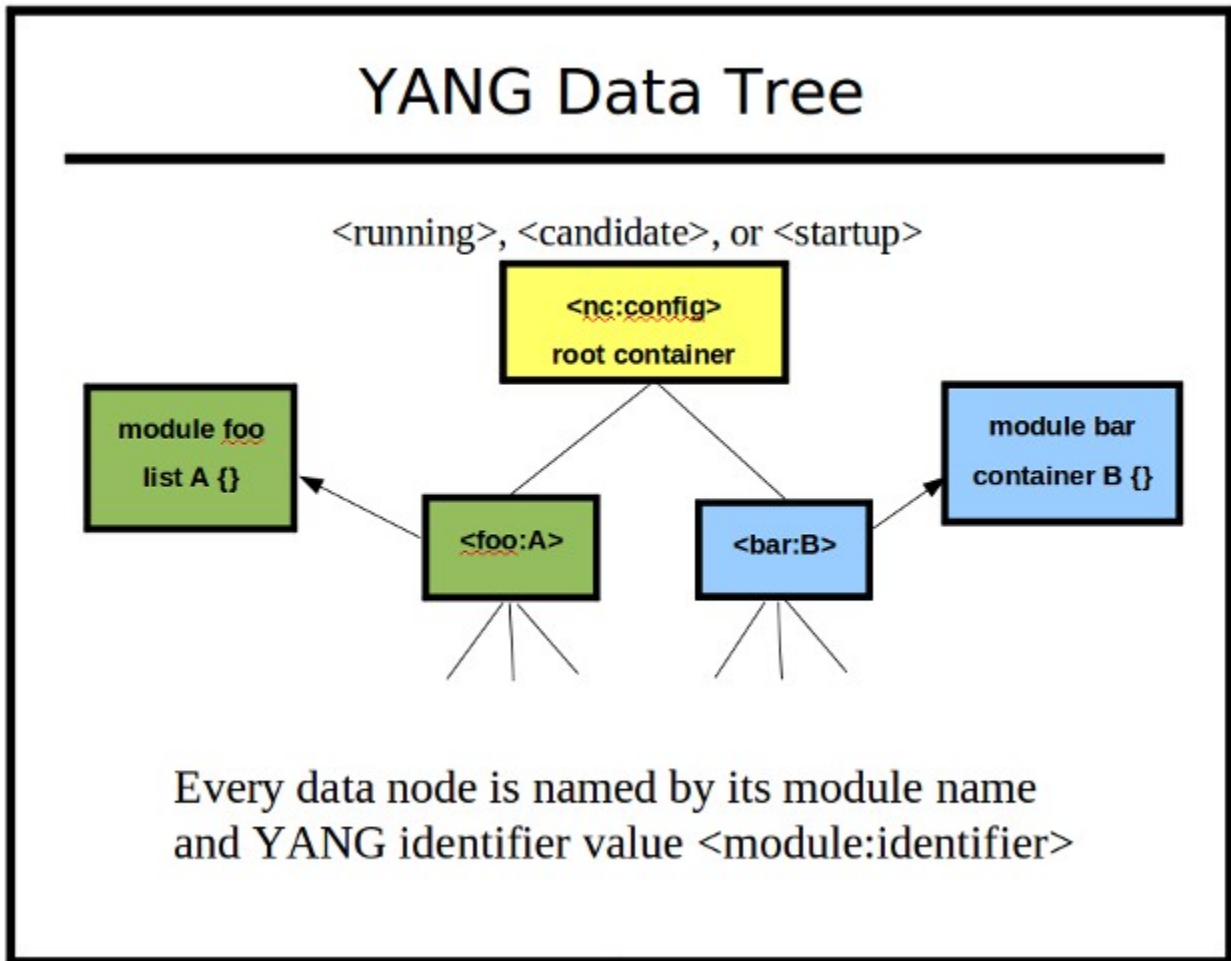 YANG Data Tree
<running>, <candidate>, or <startup>
<nc:config>
root container
module foo
list A {}
module bar
container B {}
<foo:A>
<bar:B>
Every data node is named by its module name
and YANG identifier value <module:identifier>